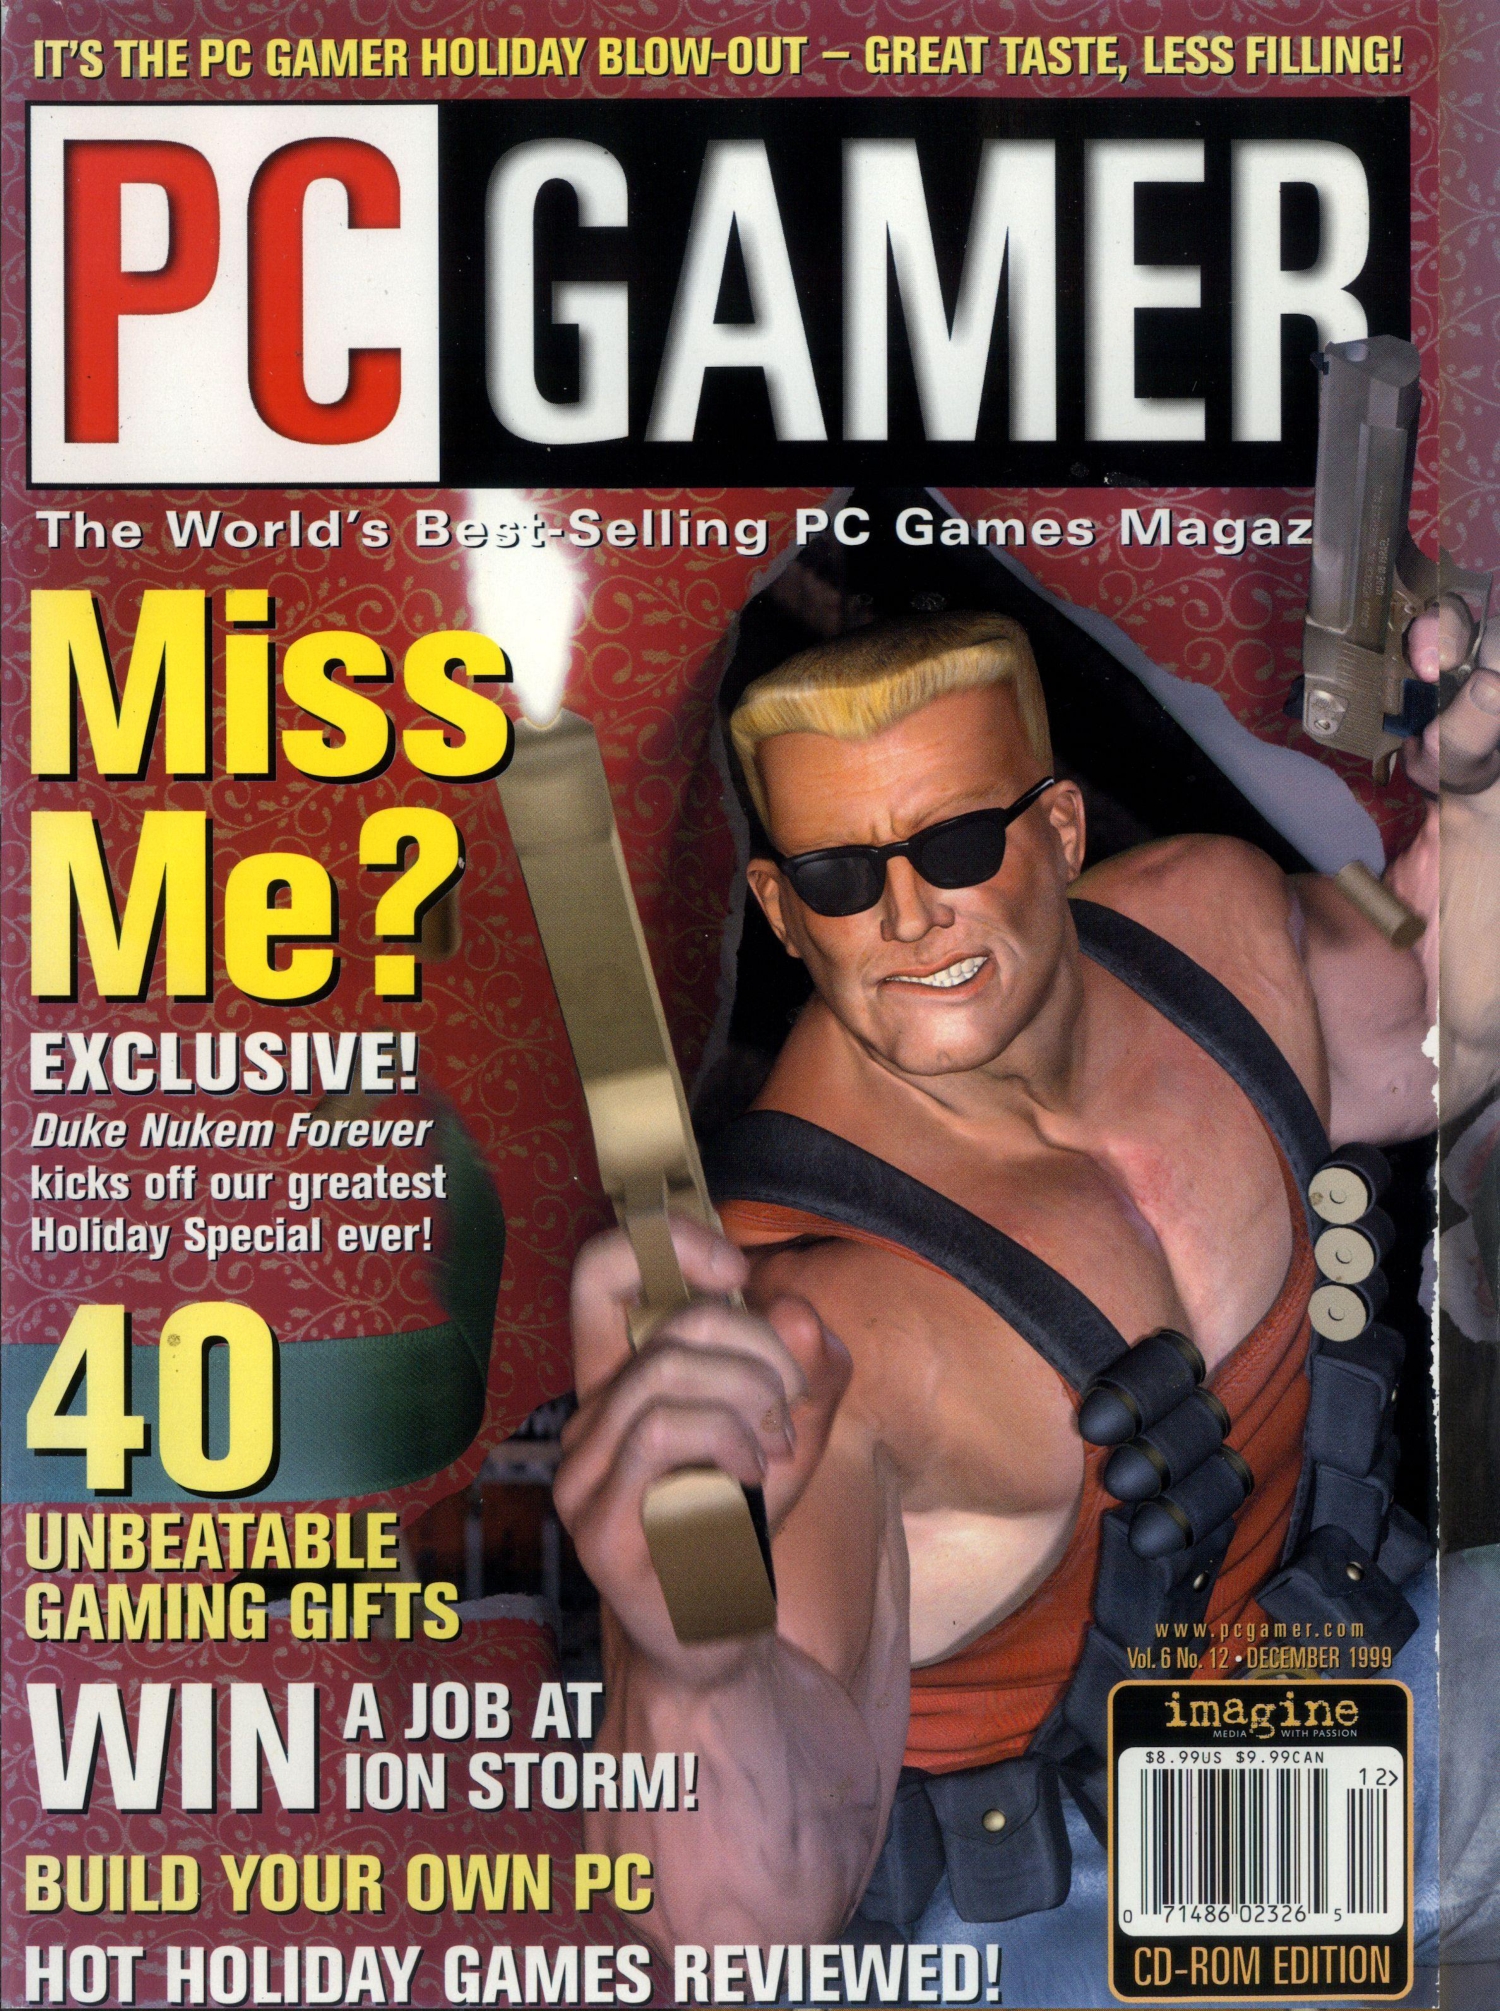 IT'S THE PC GAMER HOLIDAY BLOW-OUT – GREAT TASTE, LESS FILLING!
PC GAMER
The World's Best-Selling PC Games Magaz
Miss
Me?
EXCLUSIVE!
Duke Nukem Forever
kicks off our greatest
Holiday Special ever!
40
UNBEATABLE
GAMING GIFTS
WIN A JOB AT
ION STORM!
BUILD YOUR OWN PC
HOT HOLIDAY GAMES REVIEWED!
www.pcgamer.com
Vol. 6 No. 12 • DECEMBER 1999
imagine
MEDIA WITH PASSION
$8.99US $9.99CAN
12>
0 71486 02326 5
CD-ROM EDITION